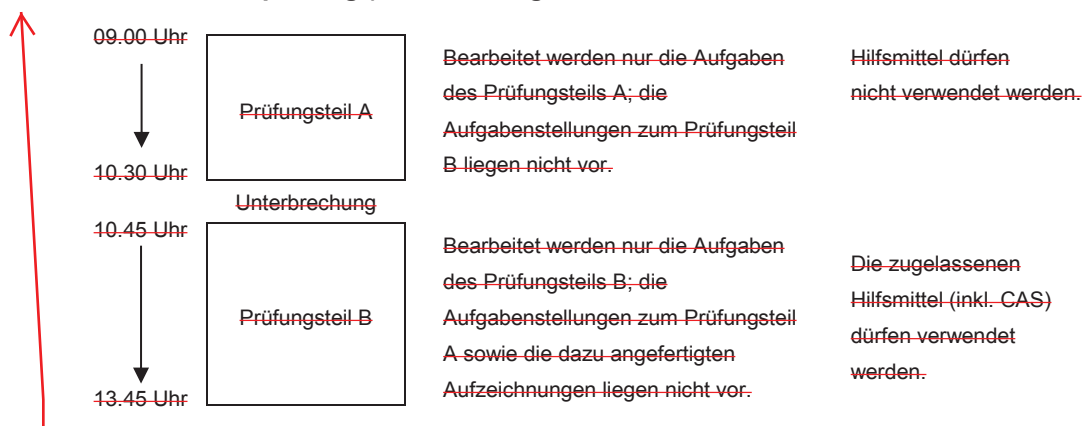 09.00 Uhr
Prüfungsteil A
10.30 Uhr
Bearbeitet werden nur die Aufgaben
des Prüfungsteils A; die
Aufgabenstellungen zum Prüfungsteil
B liegen nicht vor.
Hilfsmittel dürfen
nicht verwendet werden.
Unterbrechung
10.45 Uhr
Prüfungsteil B
13.45 Uhr
Bearbeitet werden nur die Aufgaben
des Prüfungsteils B; die
Aufgabenstellungen zum Prüfungsteil
A sowie die dazu angefertigten
Aufzeichnungen liegen nicht vor.
Die zugelassenen
Hilfsmittel (inkl. CAS)
dürfen verwendet
werden.